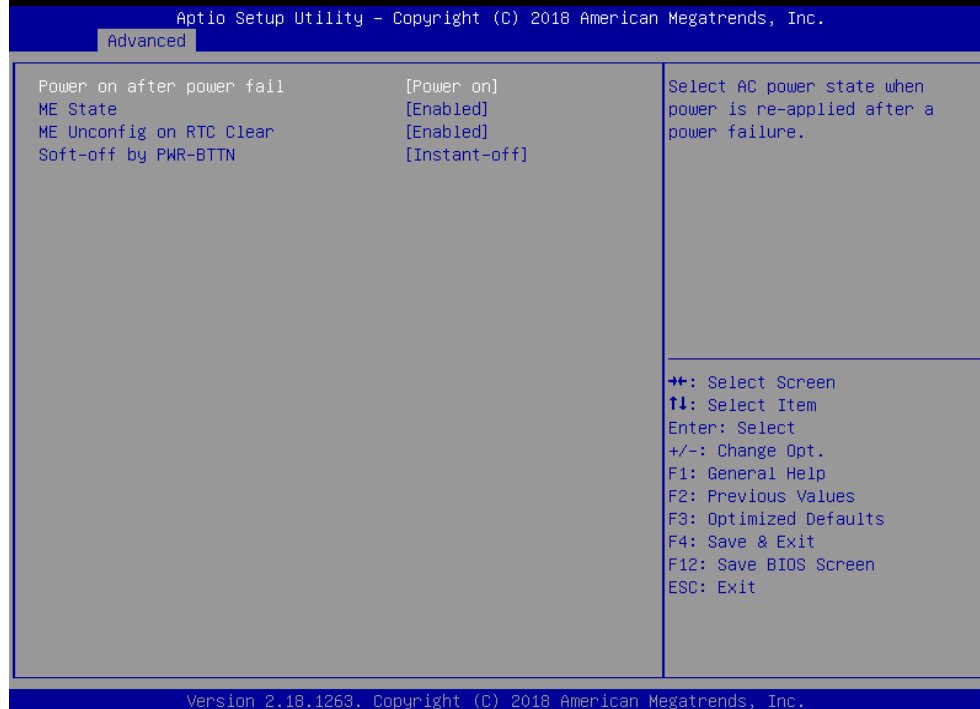 Aptio Setup Utility – Copyright (C) 2018 American Megatrends, Inc.
Advanced
Power on after power fail [Power on]
ME State [Enabled]
ME Unconfig on RTC Clear [Enabled]
Soft-off by PWR-BTTN [Instant-off]
Select AC power state when
power is re-applied after a
power failure.
→←: Select Screen
↑↓: Select Item
Enter: Select
+/-: Change Opt.
F1: General Help
F2: Previous Values
F3: Optimized Defaults
F4: Save & Exit
F12: Save BIOS Screen
ESC: Exit
Version 2.18.1263. Copyright (C) 2018 American Megatrends, Inc.